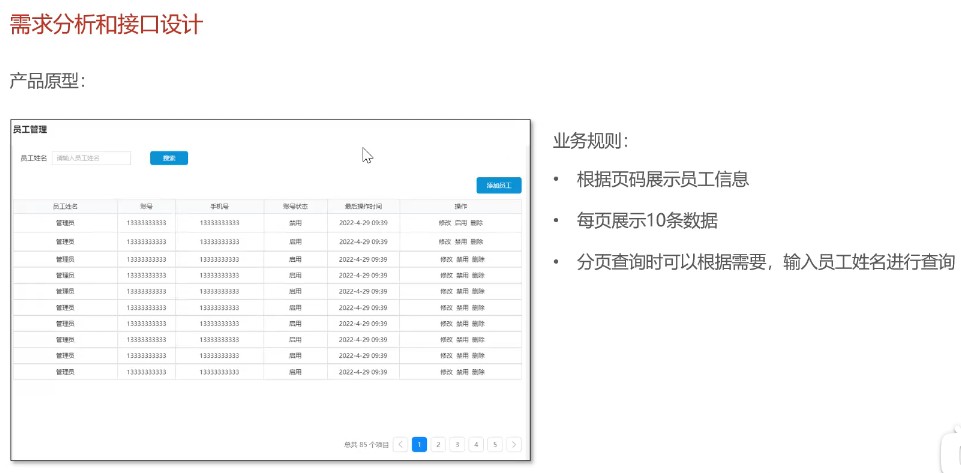 需求分析和接口设计
产品原型：
员工管理
员工姓名 请输入员工姓名 搜索
添加员工
员工姓名 账号 手机号 账号状态 最后操作时间 操作
管理员 13333333333 13333333333 禁用 2022-4-29 09:39 修改 启用 删除
管理员 13333333333 13333333333 启用 2022-4-29 09:39 修改 禁用 删除
管理员 13333333333 13333333333 启用 2022-4-29 09:39 修改 禁用 删除
管理员 13333333333 13333333333 启用 2022-4-29 09:39 修改 禁用 删除
管理员 13333333333 13333333333 启用 2022-4-29 09:39 修改 禁用 删除
管理员 13333333333 13333333333 启用 2022-4-29 09:39 修改 禁用 删除
管理员 13333333333 13333333333 启用 2022-4-29 09:39 修改 禁用 删除
管理员 13333333333 13333333333 启用 2022-4-29 09:39 修改 禁用 删除
管理员 13333333333 13333333333 启用 2022-4-29 09:39 修改 禁用 删除
管理员 13333333333 13333333333 启用 2022-4-29 09:39 修改 禁用 删除
总共 85 个项目 < 1 2 3 4 5 >
业务规则：
• 根据页码展示员工信息
• 每页展示10条数据
• 分页查询时可以根据需要，输入员工姓名进行查询